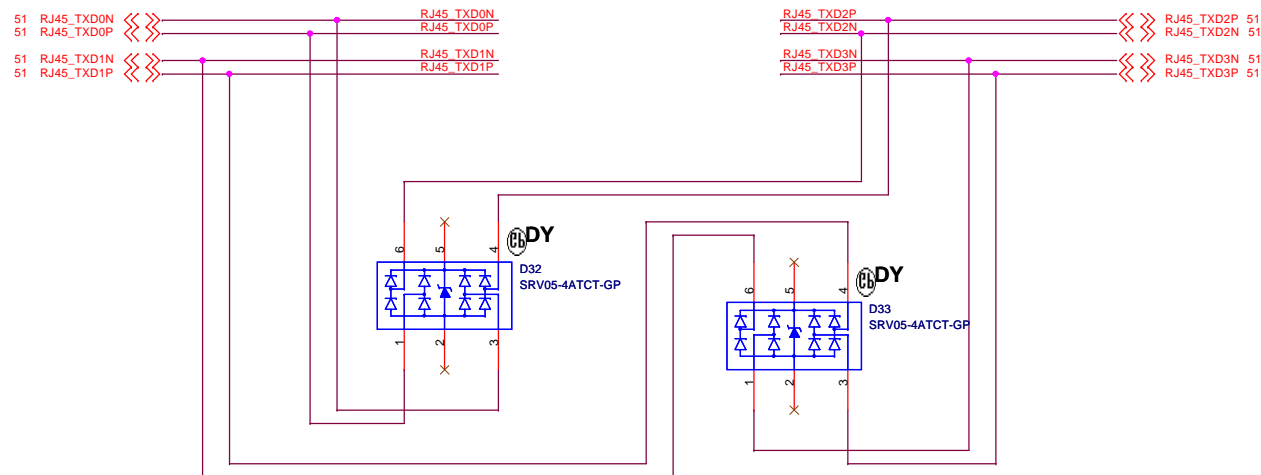 51 RJ45_TXD0N
51 RJ45_TXD0P
51 RJ45_TXD1N
51 RJ45_TXD1P
RJ45_TXD0N
RJ45_TXD0P
RJ45_TXD1N
RJ45_TXD1P
RJ45_TXD2P
RJ45_TXD2N
RJ45_TXD3N
RJ45_TXD3P
RJ45_TXD2P 51
RJ45_TXD2N 51
RJ45_TXD3N 51
RJ45_TXD3P 51
6 5 4
DY
D32
SRV05-4ATCT-GP
1 2 3
6 5 4
DY
D33
SRV05-4ATCT-GP
1 2 3